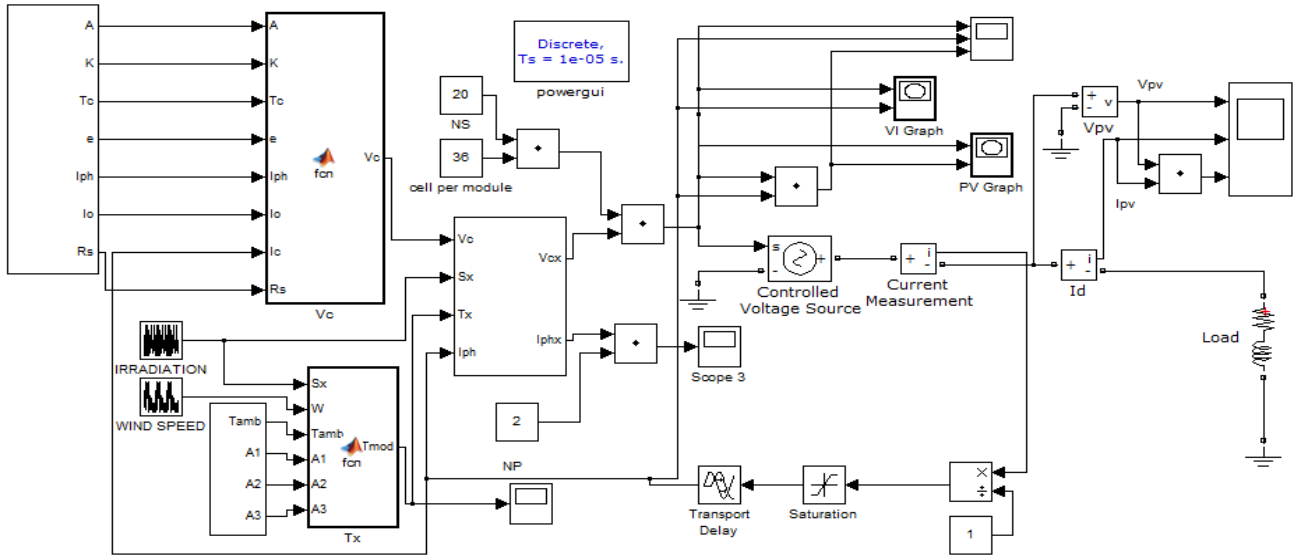 A
K
Tc
e
Iph
Io
Rs
A
K
Tc
e
Iph
Io
Ic
Rs
fcn
Vc
Vc
Discrete,
Ts = 1e-05 s.
powergui
20
NS
36
cell per module
Vc
Sx
Tx
Iph
Vcx
Iphx
2
NP
Scope 3
VI Graph
PV Graph
s
-
+
Controlled
Voltage Source
+
-
i
Current
Measurement
+
-
v
Vpv
Vpv
Ipv
+
-
i
Id
Load
IRRADIATION
WIND SPEED
Tamb
A1
A2
A3
Sx
W
Tamb
A1
A2
A3
fcn
Tmod
Tx
Transport
Delay
Saturation
×
÷
1